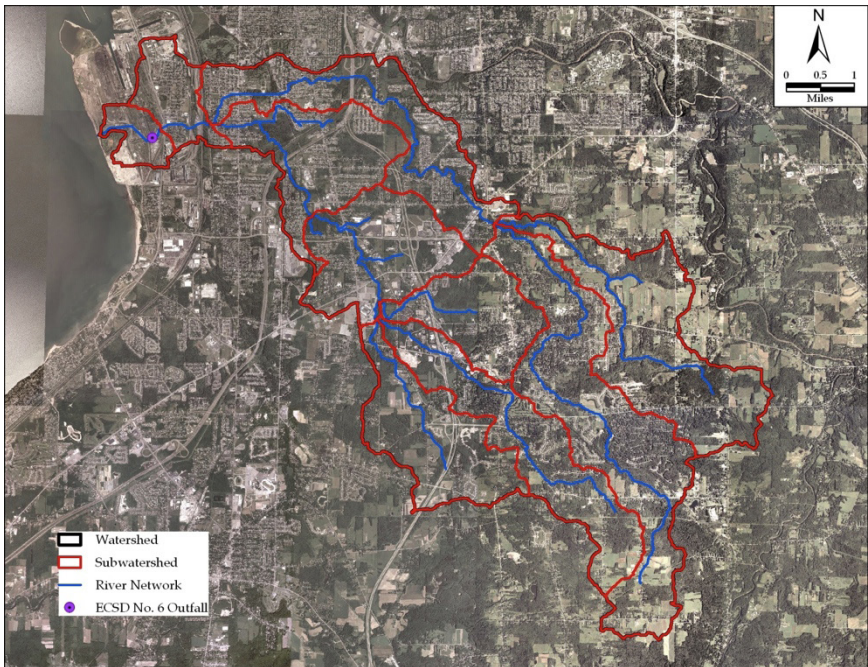 N
0 0.5 1
Miles
Watershed
Subwatershed
River Network
ECSD No. 6 Outfall